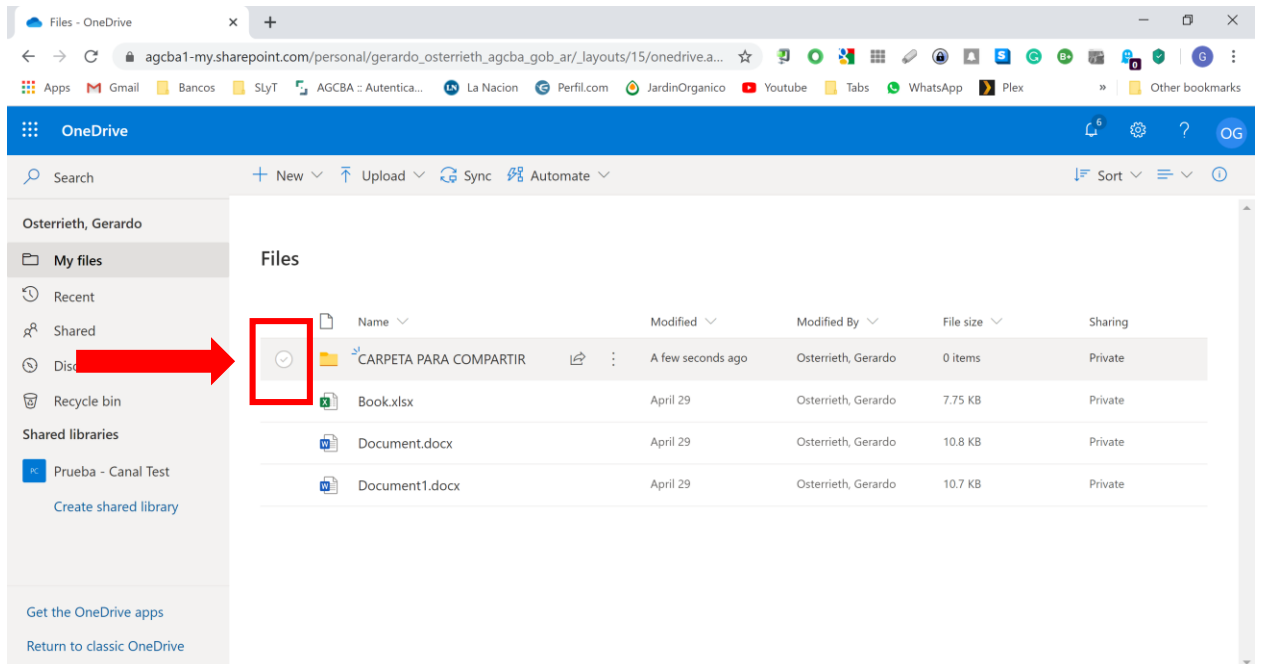 Files - OneDrive
agcba1-my.sharepoint.com/personal/gerardo_osterrieth_agcba_gob_ar/_layouts/15/onedrive.a...
Apps Gmail Bancos SLyT AGCBA :: Autentica... La Nacion Perfil.com JardinOrganico Youtube Tabs WhatsApp Plex » Other bookmarks
OneDrive 6 ? OG
Search + New Upload Sync Automate Sort
Osterrieth, Gerardo
My files
Recent
Shared
Disc
Recycle bin
Shared libraries
PC Prueba - Canal Test
Create shared library
Get the OneDrive apps
Return to classic OneDrive
Files
Name Modified Modified By File size Sharing
CARPETA PARA COMPARTIR A few seconds ago Osterrieth, Gerardo 0 items Private
Book.xlsx April 29 Osterrieth, Gerardo 7.75 KB Private
Document.docx April 29 Osterrieth, Gerardo 10.8 KB Private
Document1.docx April 29 Osterrieth, Gerardo 10.7 KB Private